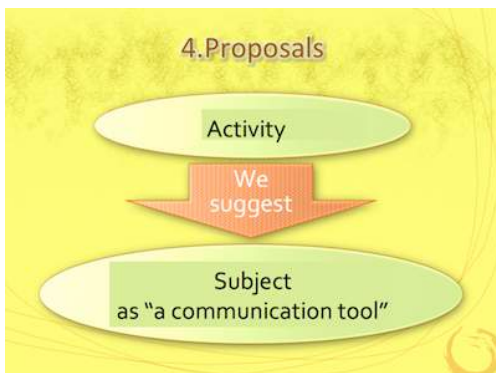 4.Proposals
Activity
We
suggest
Subject
as “a communication tool”